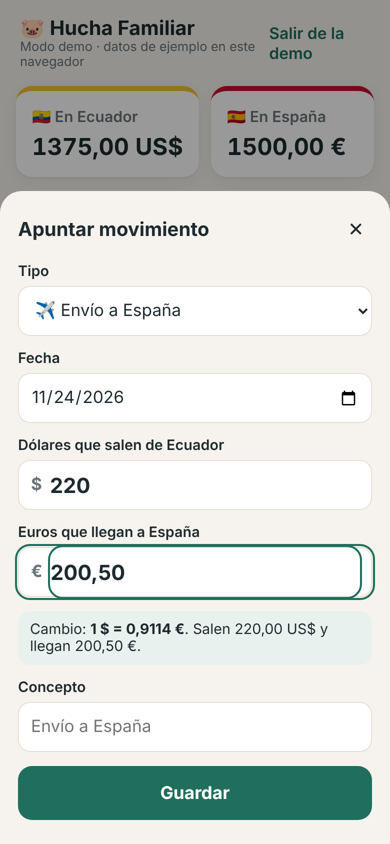 🐷 Hucha Familiar
Modo demo · datos de ejemplo en este
navegador
Salir de la
demo
🇪🇨 En Ecuador
1375,00 US$
🇪🇸 En España
1500,00 €
Apuntar movimiento
✕
Tipo
✈️ Envío a España
Fecha
11/24/2026
Dólares que salen de Ecuador
$ 220
Euros que llegan a España
€ 200,50
Cambio: 1 $ = 0,9114 €. Salen 220,00 US$ y
llegan 200,50 €.
Concepto
Envío a España
Guardar